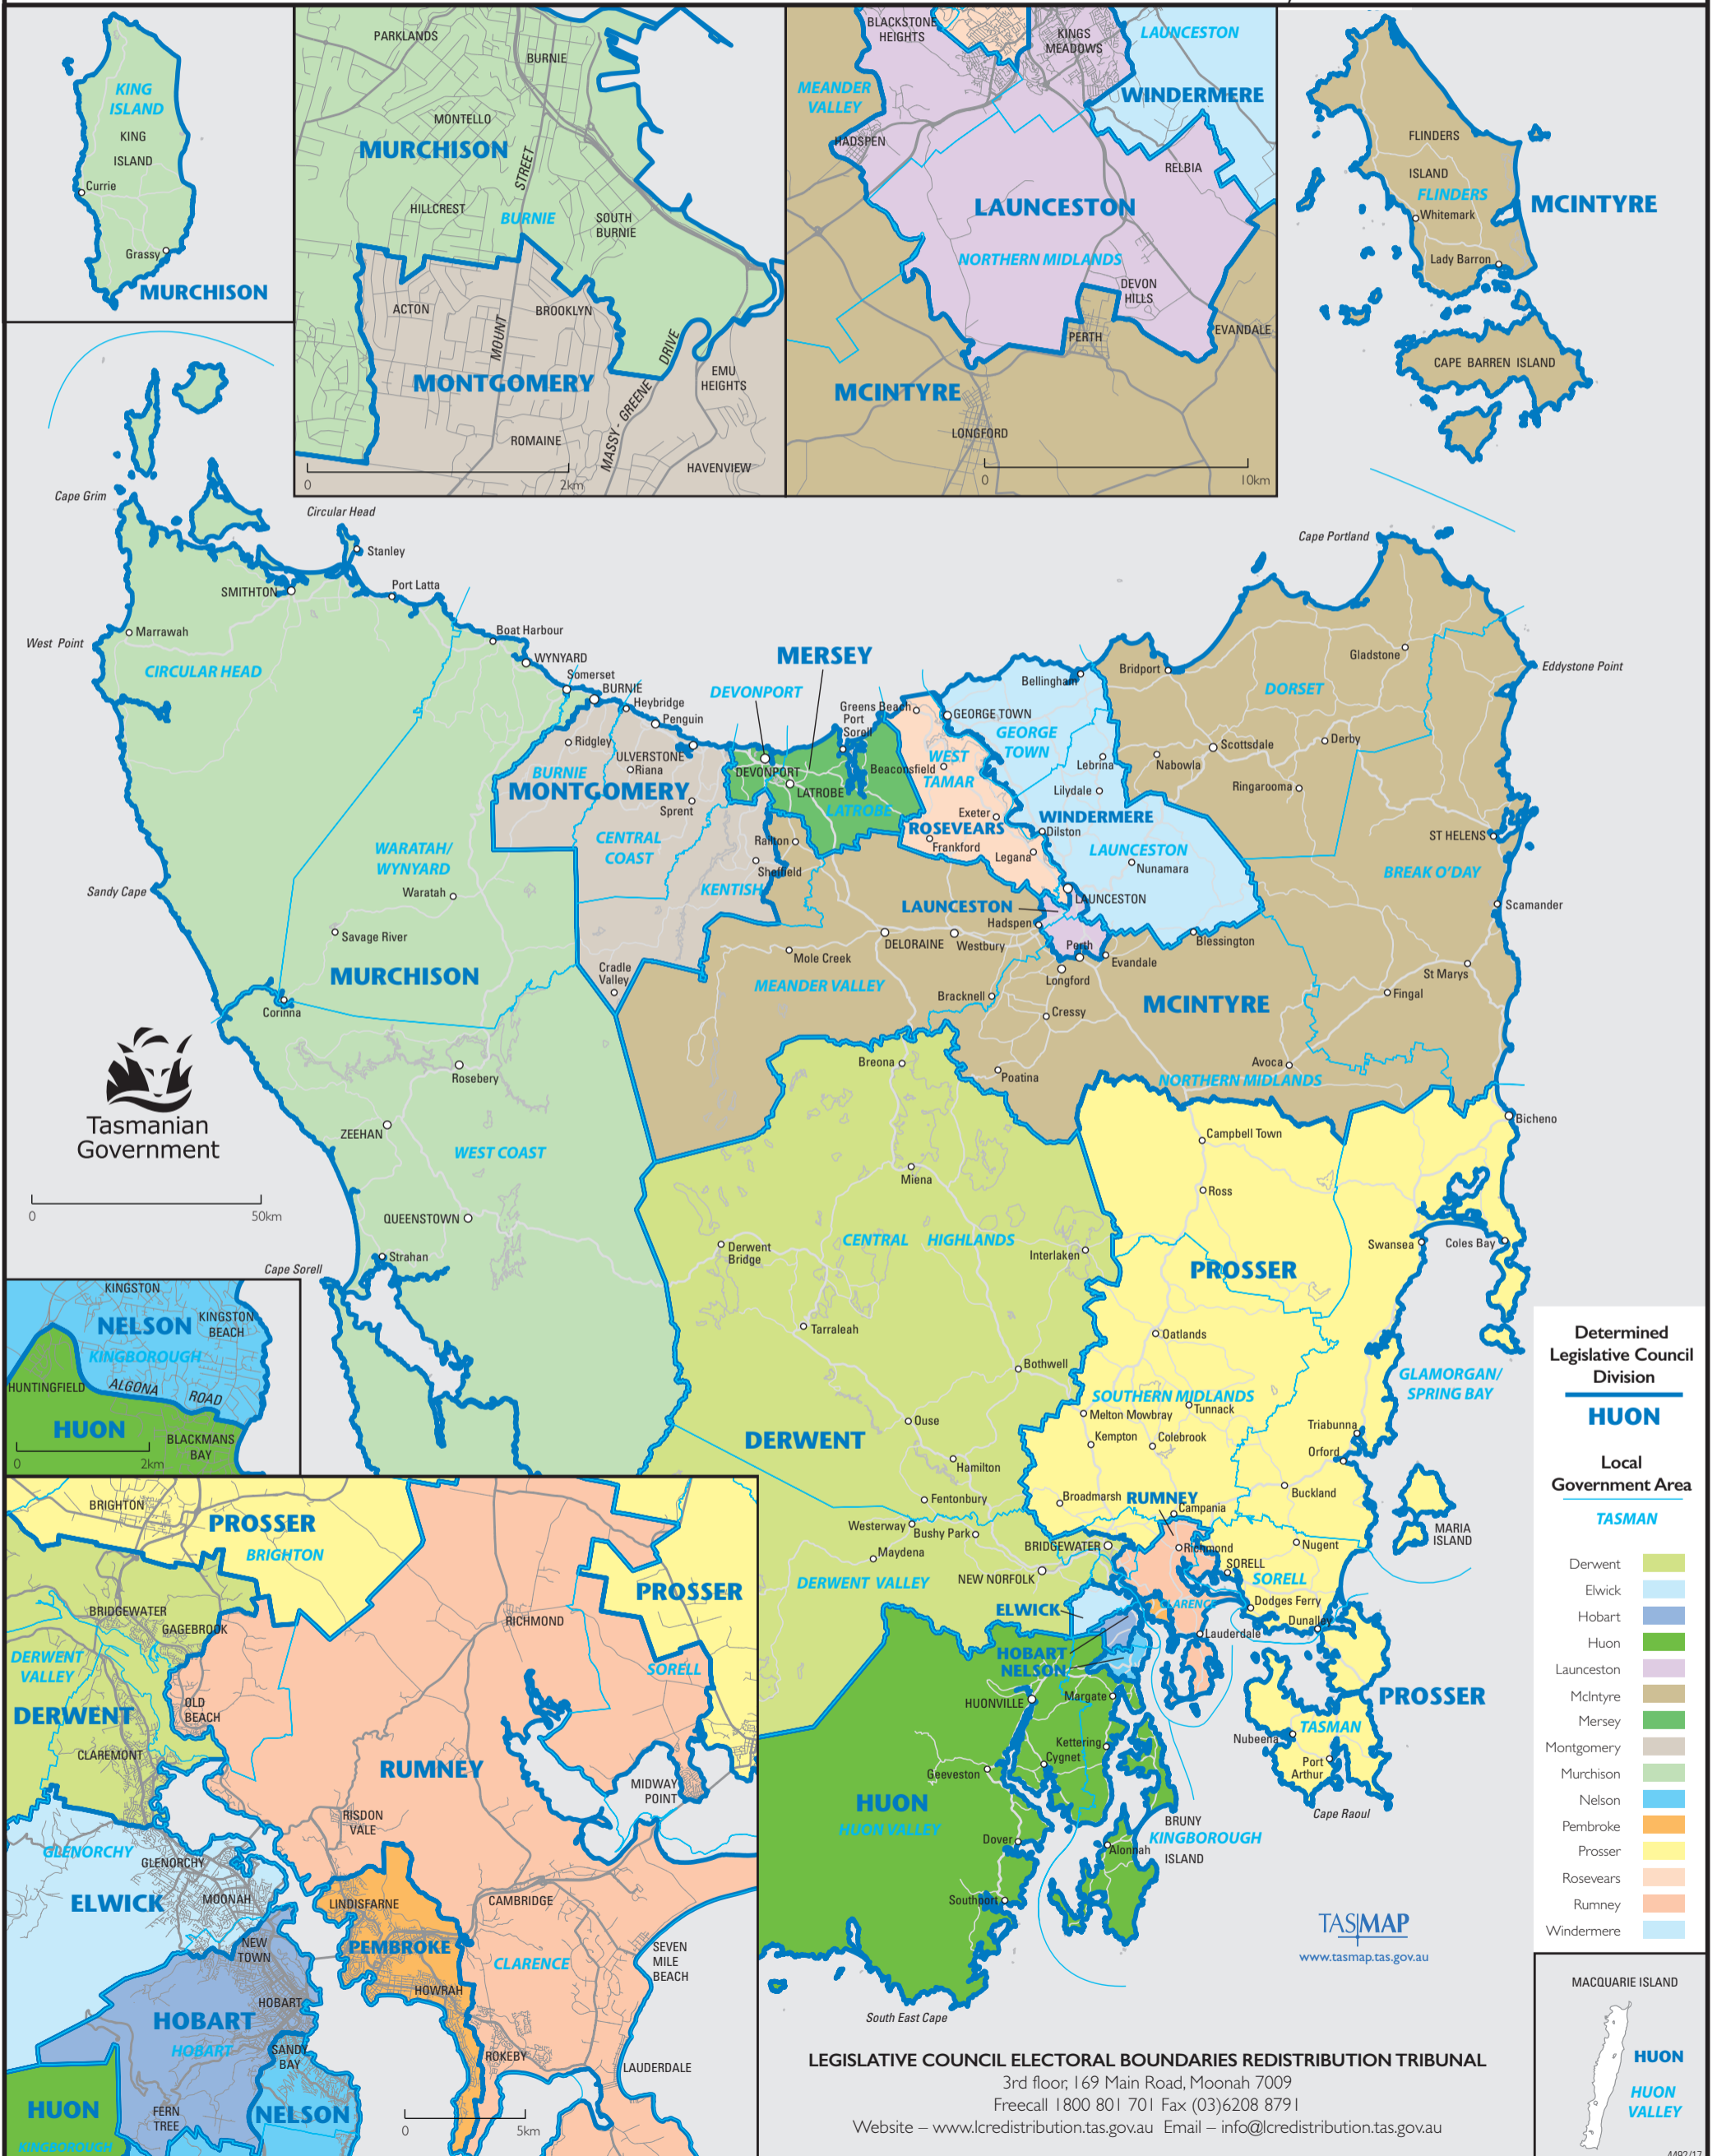 KING
ISLAND
KING
ISLAND
Currie
Grassy
MURCHISON
PARKLANDS
BURNIE
MONTELLO
MURCHISON
STREET
HILLCREST
BURNIE
SOUTH
BURNIE
ACTON
MOUNT
BROOKLYN
MONTGOMERY
DRIVE
EMU
HEIGHTS
MASSY - GREENE
ROMAINE
HAVENVIEW
0
2km
BLACKSTONE
HEIGHTS
KINGS
MEADOWS
LAUNCESTON
MEANDER
VALLEY
WINDERMERE
HADSPEN
RELBIA
LAUNCESTON
NORTHERN MIDLANDS
DEVON
HILLS
PERTH
EVANDALE
MCINTYRE
LONGFORD
0
10km
FLINDERS
ISLAND
FLINDERS
Whitemark
MCINTYRE
Lady Barron
CAPE BARREN ISLAND
Cape Grim
Circular Head
Stanley
SMITHTON
Port Latta
Marrawah
West Point
CIRCULAR HEAD
Boat Harbour
WYNYARD
Somerset
BURNIE
Heybridge
Penguin
Ridgley
ULVERSTONE
Riana
BURNIE
MONTGOMERY
Sprent
CENTRAL
COAST
WARATAH/
WYNYARD
Waratah
Sandy Cape
Savage River
MURCHISON
Corinna
KENTISH
Cradle
Valley
MERSEY
DEVONPORT
DEVONPORT
LATROBE
LATROBE
Railton
Sheffield
Greens Beach
Port
Sorell
GEORGE TOWN
GEORGE
TOWN
WEST
TAMAR
Beaconsfield
Exeter
ROSEVEARS
Frankford
Legana
Dilston
Bellingham
Lebrina
Lilydale
WINDERMERE
LAUNCESTON
Nunamara
LAUNCESTON
LAUNCESTON
Hadspen
Perth
Evandale
Longford
Blessington
Cape Portland
Bridport
Gladstone
Eddystone Point
DORSET
Scottsdale
Derby
Nabowla
Ringarooma
ST HELENS
BREAK O'DAY
Scamander
St Marys
Fingal
MCINTYRE
Avoca
NORTHERN MIDLANDS
DELORAINE
Westbury
Mole Creek
MEANDER VALLEY
Bracknell
Cressy
Poatina
Breona
Bicheno
Tasmanian
Government
0
50km
Rosebery
ZEEHAN
WEST COAST
QUEENSTOWN
Strahan
Cape Sorell
Miena
Derwent
Bridge
CENTRAL HIGHLANDS
Interlaken
Tarraleah
Bothwell
Ouse
DERWENT
Hamilton
Fentonbury
Westerway
Bushy Park
Maydena
DERWENT VALLEY
NEW NORFOLK
BRIDGEWATER
Campbell Town
Ross
Swansea
Coles Bay
PROSSER
Oatlands
SOUTHERN MIDLANDS
Tunnack
Melton Mowbray
Kempton
Colebrook
GLAMORGAN/
SPRING BAY
Triabunna
Orford
Buckland
Broadmarsh
RUMNEY
Campania
MARIA
ISLAND
Richmond
Nugent
SORELL
SORELL
Dodges Ferry
Dunalley
CLARENCE
Lauderdale
ELWICK
HOBART
NELSON
HUONVILLE
Margate
PROSSER
TASMAN
Nubeena
Port
Arthur
Cape Raoul
Kettering
Cygnet
Geeveston
HUON
HUON VALLEY
BRUNY
KINGBOROUGH
ISLAND
Dover
Alonnah
Southport
South East Cape
KINGSTON
KINGSTON
BEACH
NELSON
KINGBOROUGH
HUNTINGFIELD
ALGONA ROAD
HUON
BLACKMANS
BAY
0
2km
BRIGHTON
PROSSER
BRIGHTON
PROSSER
BRIDGEWATER
GAGEBROOK
RICHMOND
DERWENT
VALLEY
SORELL
OLD
BEACH
DERWENT
CLAREMONT
RUMNEY
MIDWAY
POINT
RISDON
VALE
GLENORCHY
GLENORCHY
ELWICK
MOONAH
LINDISFARNE
CAMBRIDGE
NEW
TOWN
PEMBROKE
CLARENCE
SEVEN
MILE
BEACH
HOWRAH
HOBART
HOBART
HOBART
SANDY
BAY
ROKEBY
LAUDERDALE
HUON
FERN
TREE
NELSON
KINGBOROUGH
0
5km
Determined
Legislative Council
Division
HUON
Local
Government Area
TASMAN
Derwent
Elwick
Hobart
Huon
Launceston
McIntyre
Mersey
Montgomery
Murchison
Nelson
Pembroke
Prosser
Rosevears
Rumney
Windermere
TASMAP
www.tasmap.tas.gov.au
MACQUARIE ISLAND
HUON
HUON
VALLEY
LEGISLATIVE COUNCIL ELECTORAL BOUNDARIES REDISTRIBUTION TRIBUNAL
3rd floor, 169 Main Road, Moonah 7009
Freecall 1800 801 701 Fax (03)6208 8791
Website – www.lcredistribution.tas.gov.au Email – info@lcredistribution.tas.gov.au